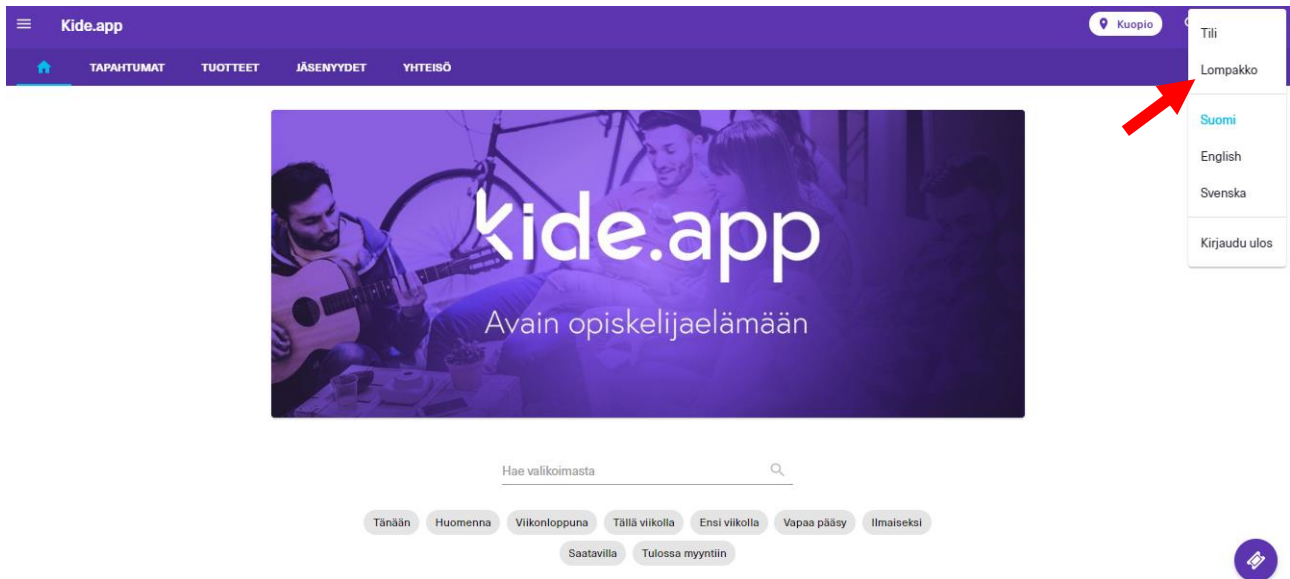 Kide.app
Kuopio
TAPAHTUMAT TUOTTEET JÄSENYYDET YHTEISÖ
Tili
Lompakko
Suomi
English
Svenska
Kirjaudu ulos
kide.app
Avain opiskelijaelämään
Hae valikoimasta
Tänään Huomenna Viikonloppuna Tällä viikolla Ensi viikolla Vapaa pääsy Ilmaiseksi
Saatavilla Tulossa myyntiin